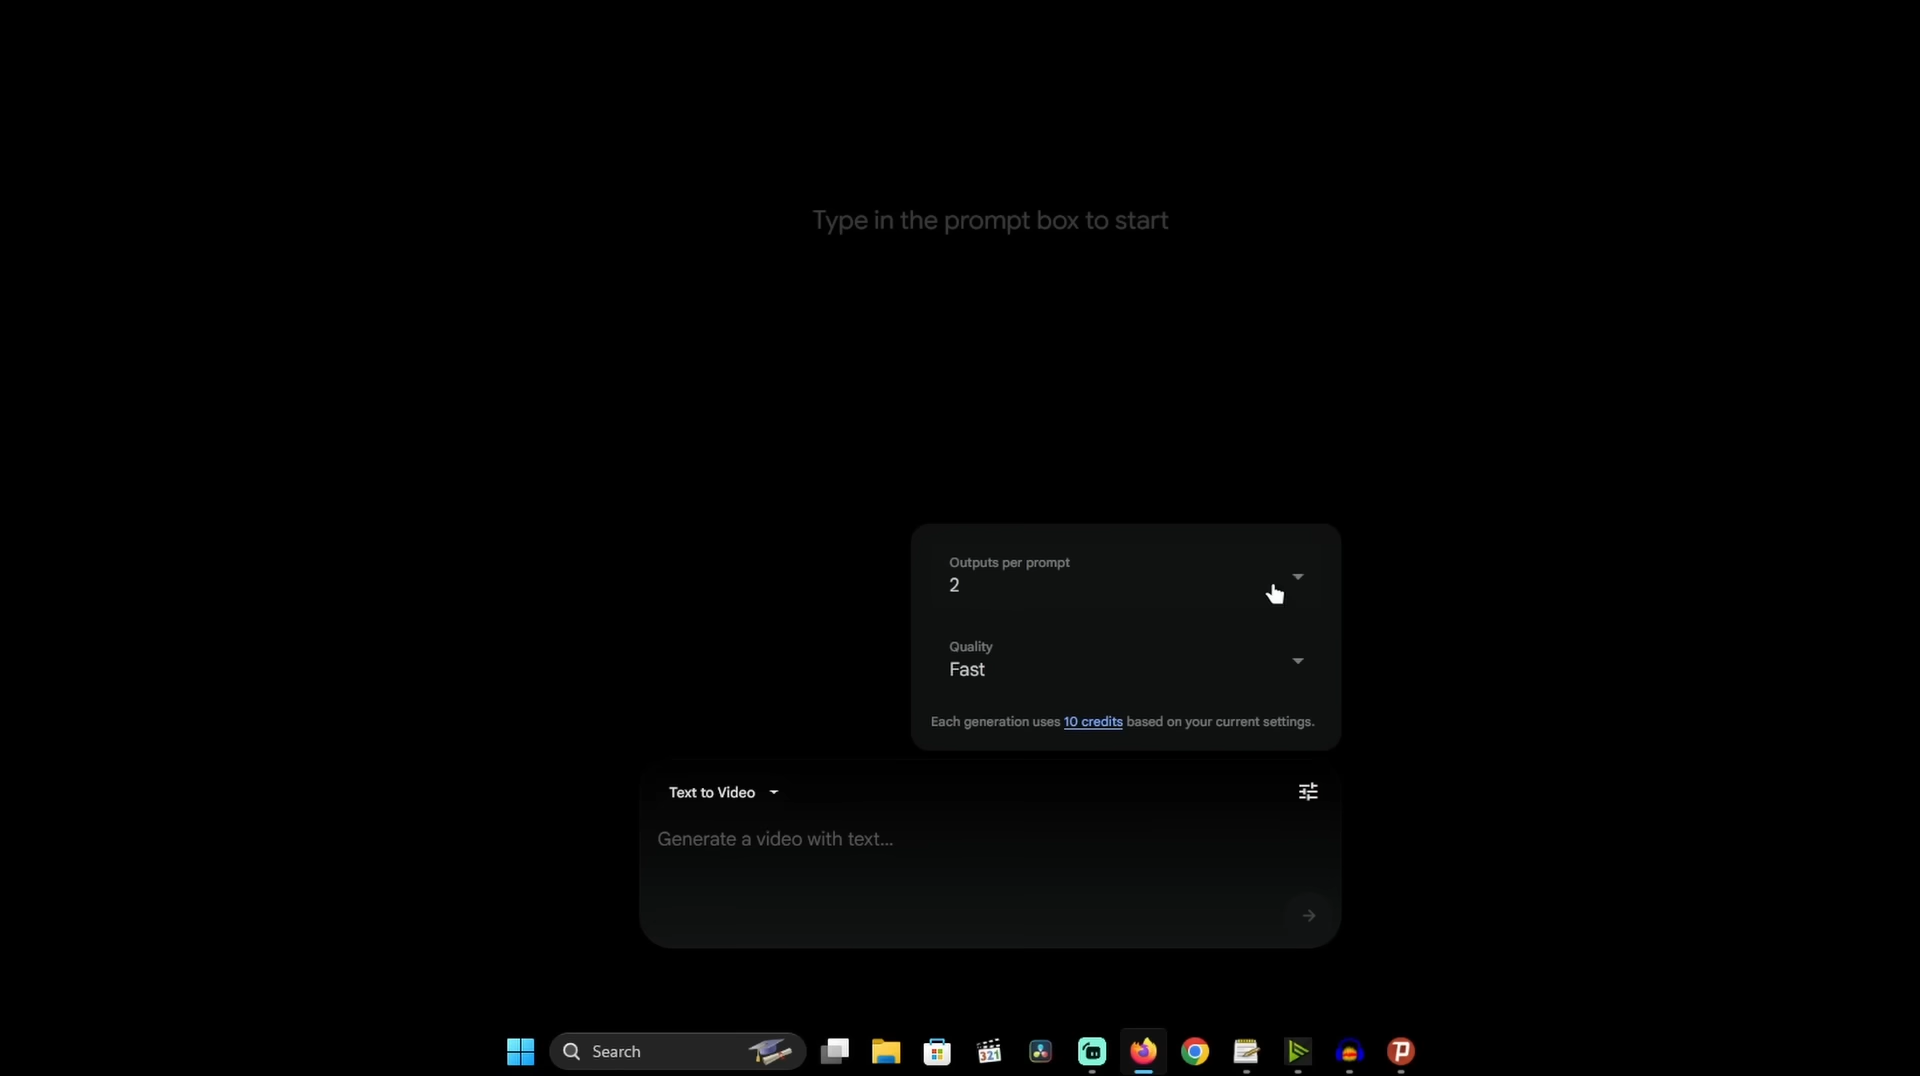 Type in the prompt box to start
Outputs per prompt
2
Quality
Fast
Each generation uses 10 credits based on your current settings.
Text to Video
Generate a video with text...
Search
321